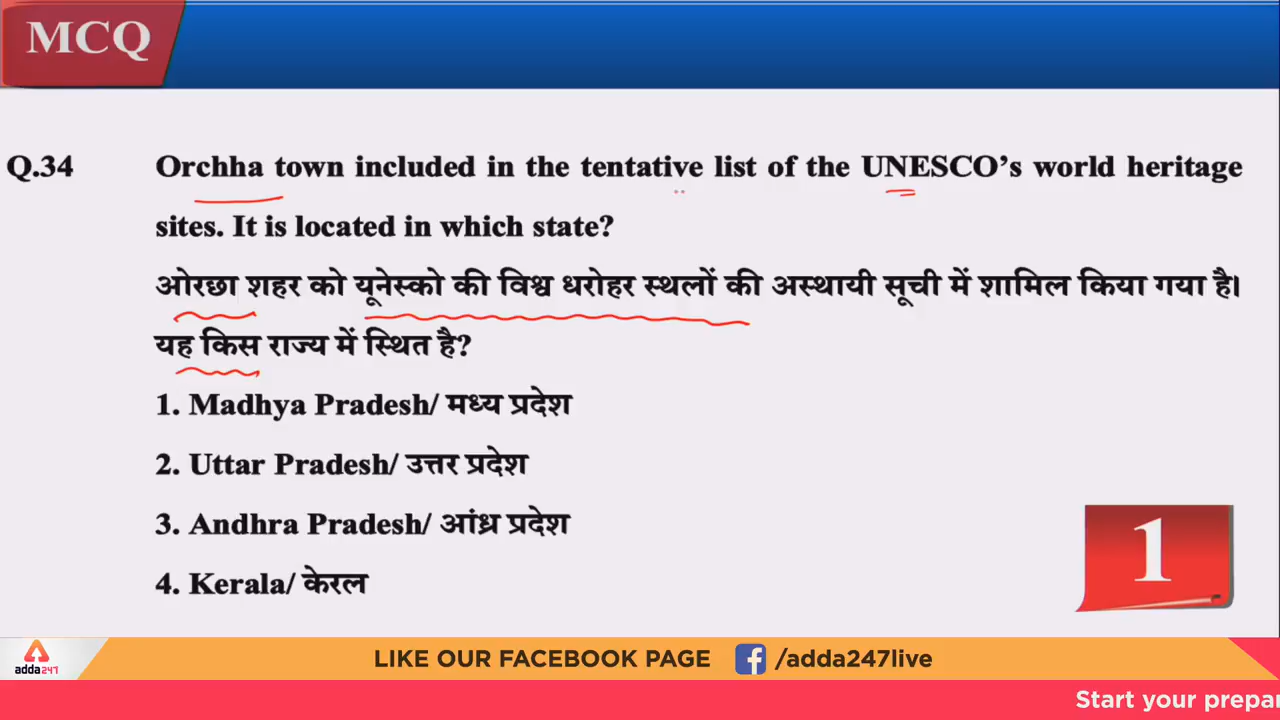 MCQ
Q.34 Orchha town included in the tentative list of the UNESCO's world heritage
sites. It is located in which state?
ओरछा शहर को यूनेस्को की विश्व धरोहर स्थलों की अस्थायी सूची में शामिल किया गया है।
यह किस राज्य में स्थित है?
1. Madhya Pradesh/ मध्य प्रदेश
2. Uttar Pradesh/ उत्तर प्रदेश
3. Andhra Pradesh/ आंध्र प्रदेश
4. Kerala/ केरल
1
adda247
LIKE OUR FACEBOOK PAGE /adda247live
Start your prepar